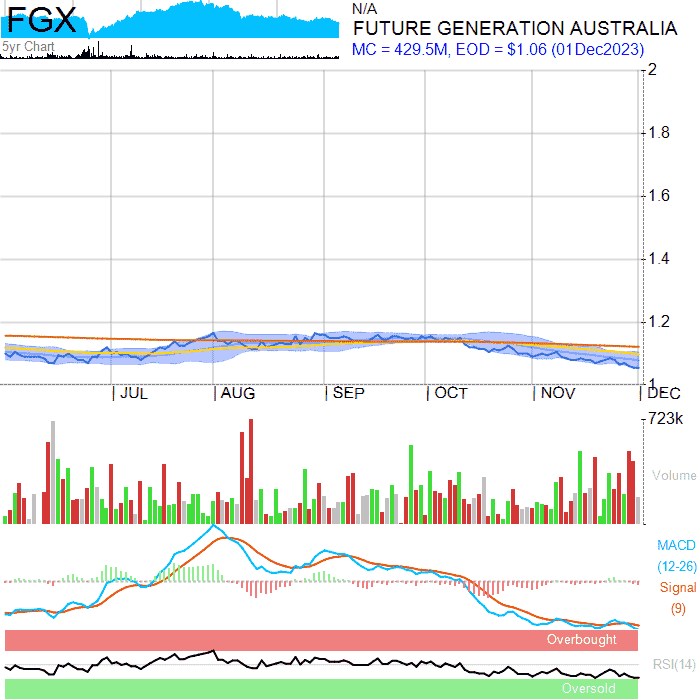 FGX
5yr Chart
N/A
FUTURE GENERATION AUSTRALIA
MC = 429.5M, EOD = $1.06 (01Dec2023)
2
1.8
1.6
1.4
1.2
1
JUL AUG SEP OCT NOV DEC
723k
Volume
MACD
(12-26)
Signal
(9)
Overbought
RSI(14)
Oversold